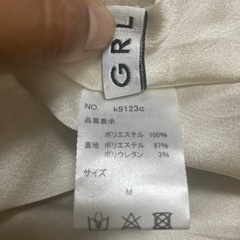 GRL
NO. k9123c
品質表示
ポリエステル 100%
裏地 ポリエステル 97%
ポリウレタン 3%
サイズ
M